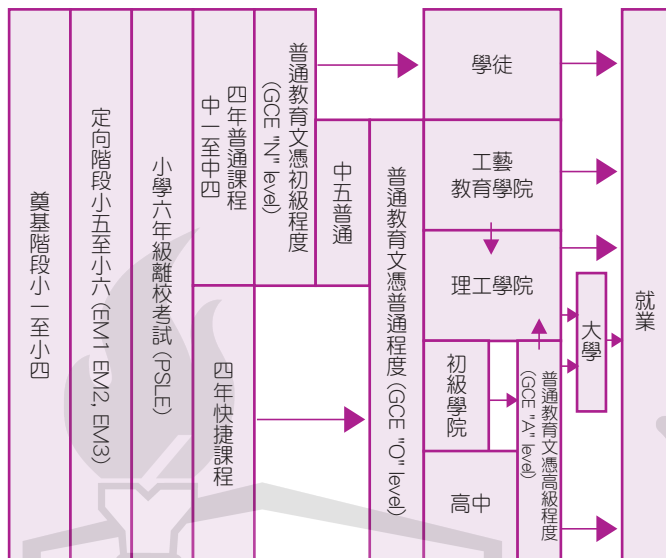 奠基階段小一至小四
定向階段小五至小六 (EM1 EM2, EM3)
小學六年級離校考試 (PSLE)
四年普通課程
中一至中四
四年快捷課程
普通教育文憑初級程度
(GCE "N" level)
中五普通
普通教育文憑普通程度 (GCE "O" level)
學徒
工藝
教育學院
理工學院
初級
學院
高中
普通教育文憑高級程度
(GCE "A" level)
大學
就業